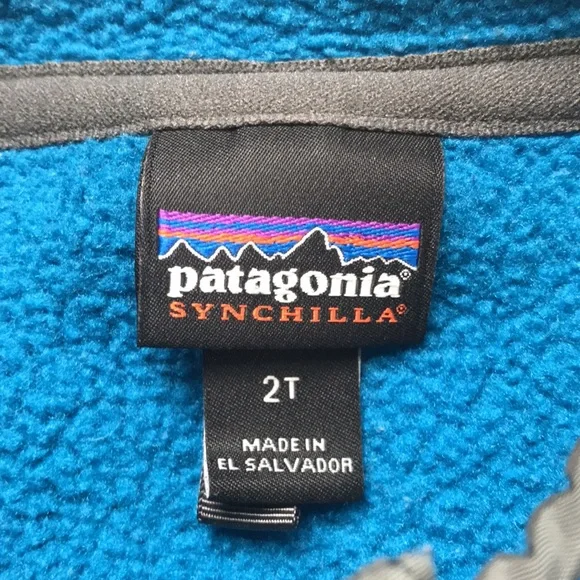 patagonia®
SYNCHILLA®
2T
MADE IN
EL SALVADOR